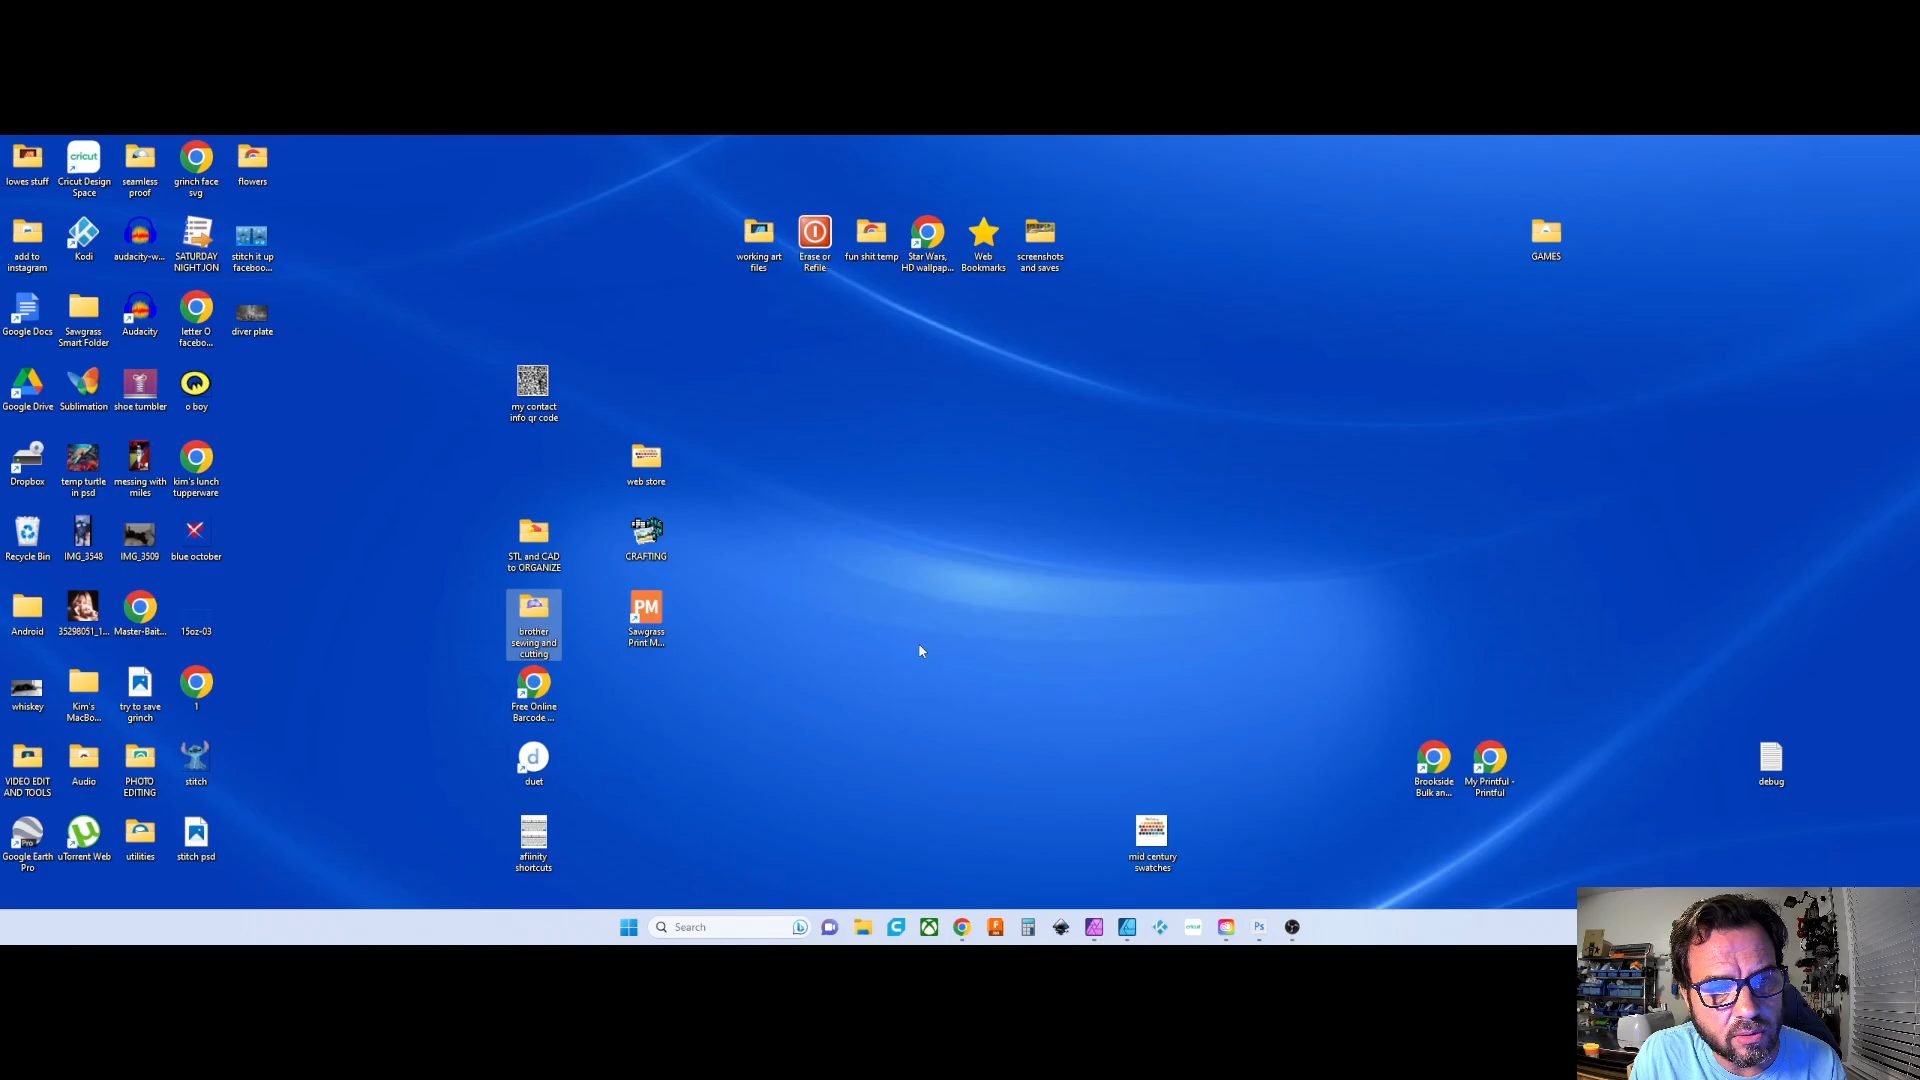 lowes stuff
cricut
Cricut Design
Space
seamless
proof
grinch face
svg
flowers
add to
instagram
Kodi
audacity-w...
SATURDAY
NIGHT JON
stitch it up
faceboo...
working art
files
Erase or
Refile
fun shit temp
Star Wars,
HD wallpap...
Web
Bookmarks
screenshots
and saves
GAMES
Google Docs
Sawgrass
Smart Folder
Audacity
letter O
facebo...
diver plate
Google Drive
Sublimation
shoe tumbler
o boy
my contact
info qr code
Dropbox
temp turtle
in psd
messing with
miles
kim's lunch
tupperware
web store
Recycle Bin
IMG_3548
IMG_3509
blue october
STL and CAD
to ORGANIZE
CRAFTING
Android
35298051_1...
Master-Bait...
15oz-03
brother
sewing and
cutting
PM
Sawgrass
Print M...
whiskey
Kim's
MacBo...
try to save
grinch
1
Free Online
Barcode ...
VIDEO EDIT
AND TOOLS
Audio
PHOTO
EDITING
stitch
d
duet
Brookside
Bulk an...
My Printful -
Printful
debug
Pro
Google Earth
Pro
uTorrent Web
utilities
stitch psd
afiinity
shortcuts
mid century
swatches
Search
cricut
Ps